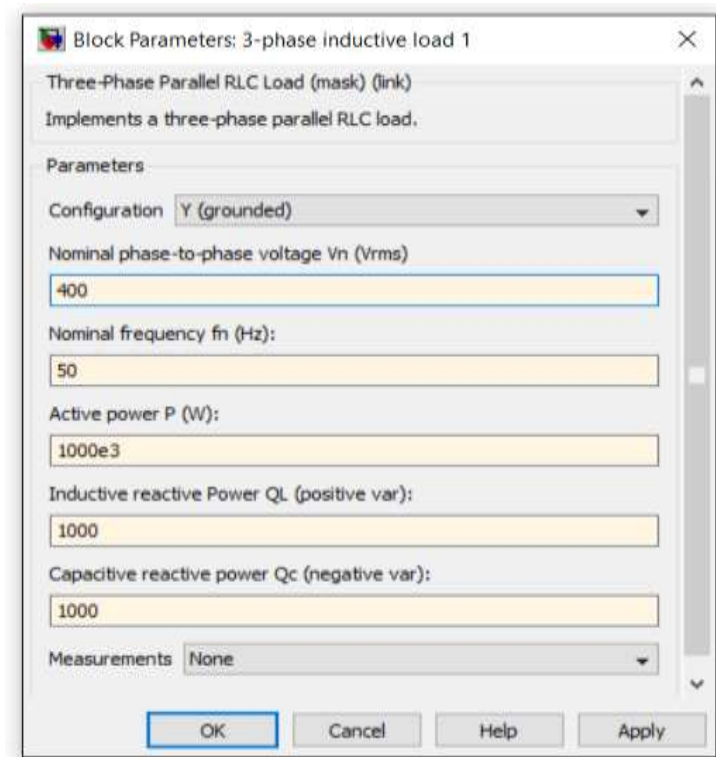 Block Parameters: 3-phase inductive load 1
Three-Phase Parallel RLC Load (mask) (link)
Implements a three-phase parallel RLC load.
Parameters
Configuration Y (grounded)
Nominal phase-to-phase voltage Vn (Vrms)
400
Nominal frequency fn (Hz):
50
Active power P (W):
1000e3
Inductive reactive Power QL (positive var):
1000
Capacitive reactive power Qc (negative var):
1000
Measurements None
OK Cancel Help Apply